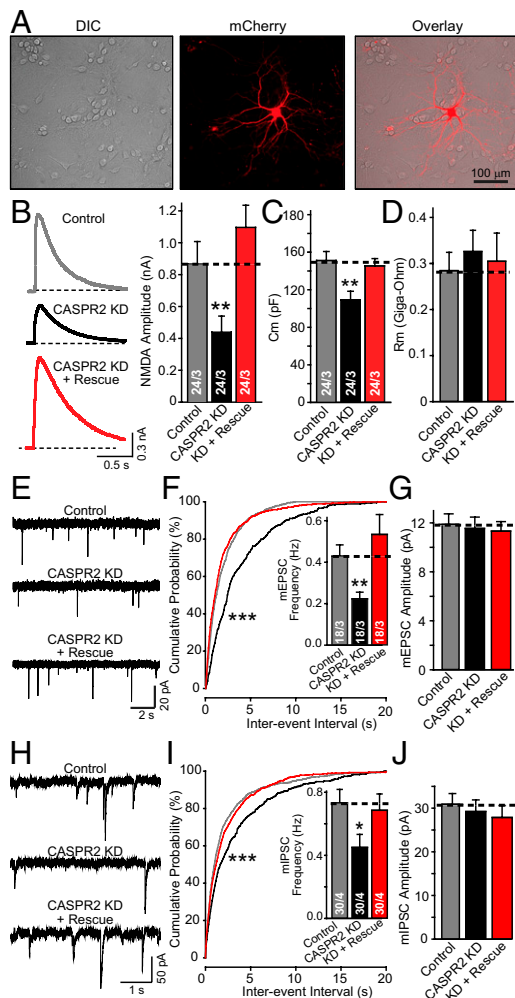 A
DIC
mCherry
Overlay
100 µm
B
Control
CASPR2 KD
CASPR2 KD
+ Rescue
0.3 nA
0.5 s
NMDA Amplitude (nA)
1.2
1.0
0.8
0.6
0.4
0.2
0
**
24/3
24/3
24/3
Control
CASPR2 KD
KD + Rescue
C
Cm (pF)
180
150
120
90
60
30
0
**
24/3
24/3
24/3
Control
CASPR2 KD
KD + Rescue
D
Rm (Giga-Ohm)
0.4
0.3
0.2
0.1
0
Control
CASPR2 KD
KD + Rescue
E
Control
CASPR2 KD
CASPR2 KD
+ Rescue
20 pA
2 s
F
Cumulative Probability (%)
100
80
60
40
20
0
***
0 5 10 15 20
Inter-event Interval (s)
mEPSC
Frequency (Hz)
0.6
0.4
0.2
0.0
**
18/3
18/3
18/3
Control
CASPR2 KD
KD + Rescue
G
mEPSC Amplitude (pA)
12
9
6
3
0
Control
CASPR2 KD
KD + Rescue
H
Control
CASPR2 KD
CASPR2 KD
+ Rescue
50 pA
1 s
I
Cumulative Probability (%)
100
80
60
40
20
0
***
0 5 10 15 20
Inter-event Interval (s)
mIPSC
Frequency (Hz)
0.8
0.4
0.0
*
30/4
30/4
30/4
Control
CASPR2 KD
KD + Rescue
J
mIPSC Amplitude (pA)
30
20
10
0
Control
CASPR2 KD
KD + Rescue